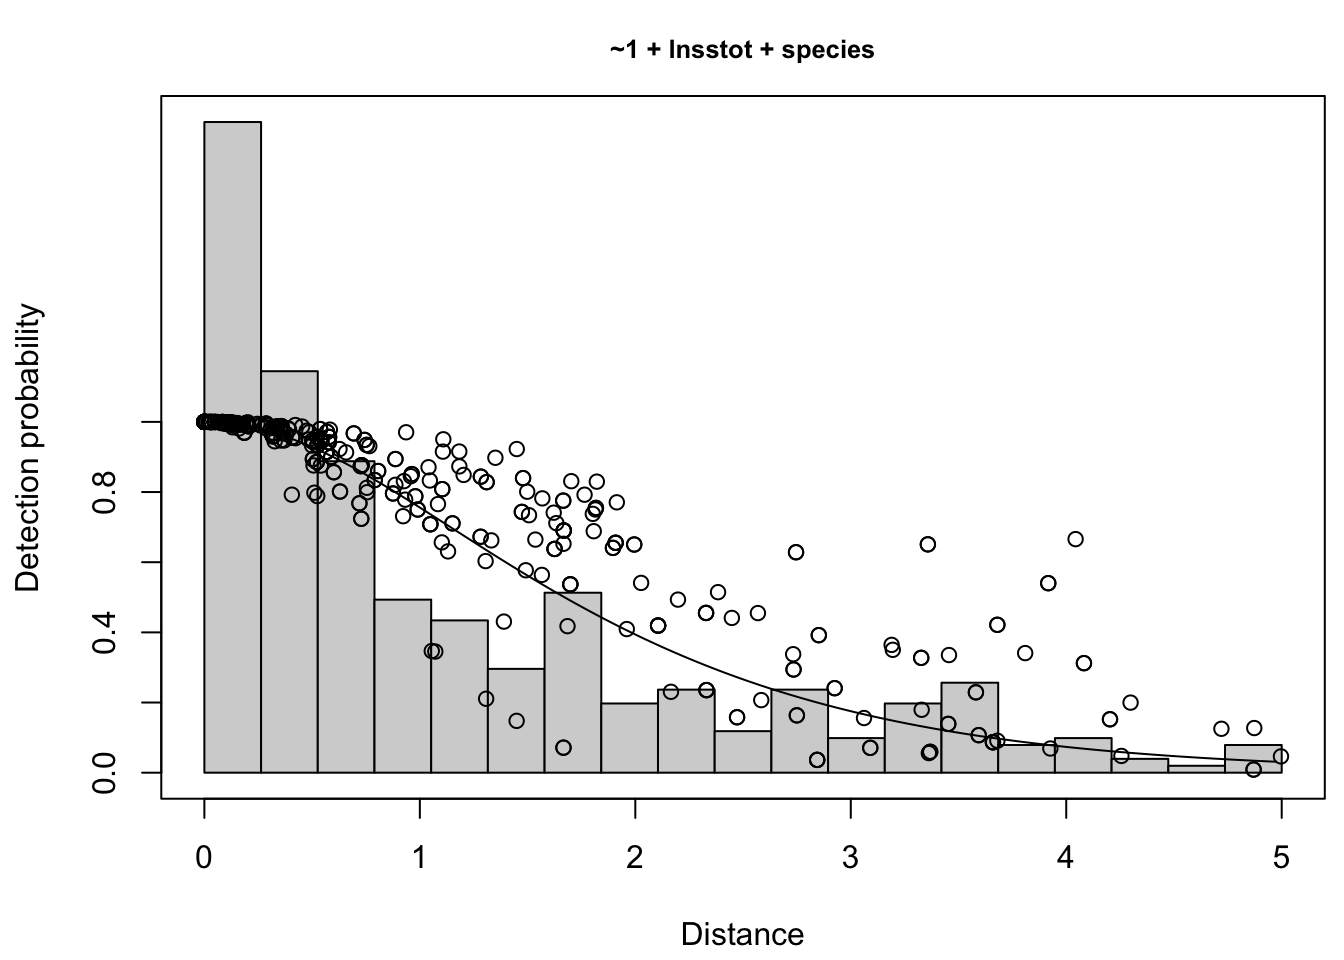 ~1 + lnsstot + species
Detection probability
0.8
0.4
0.0
0 1 2 3 4 5
Distance